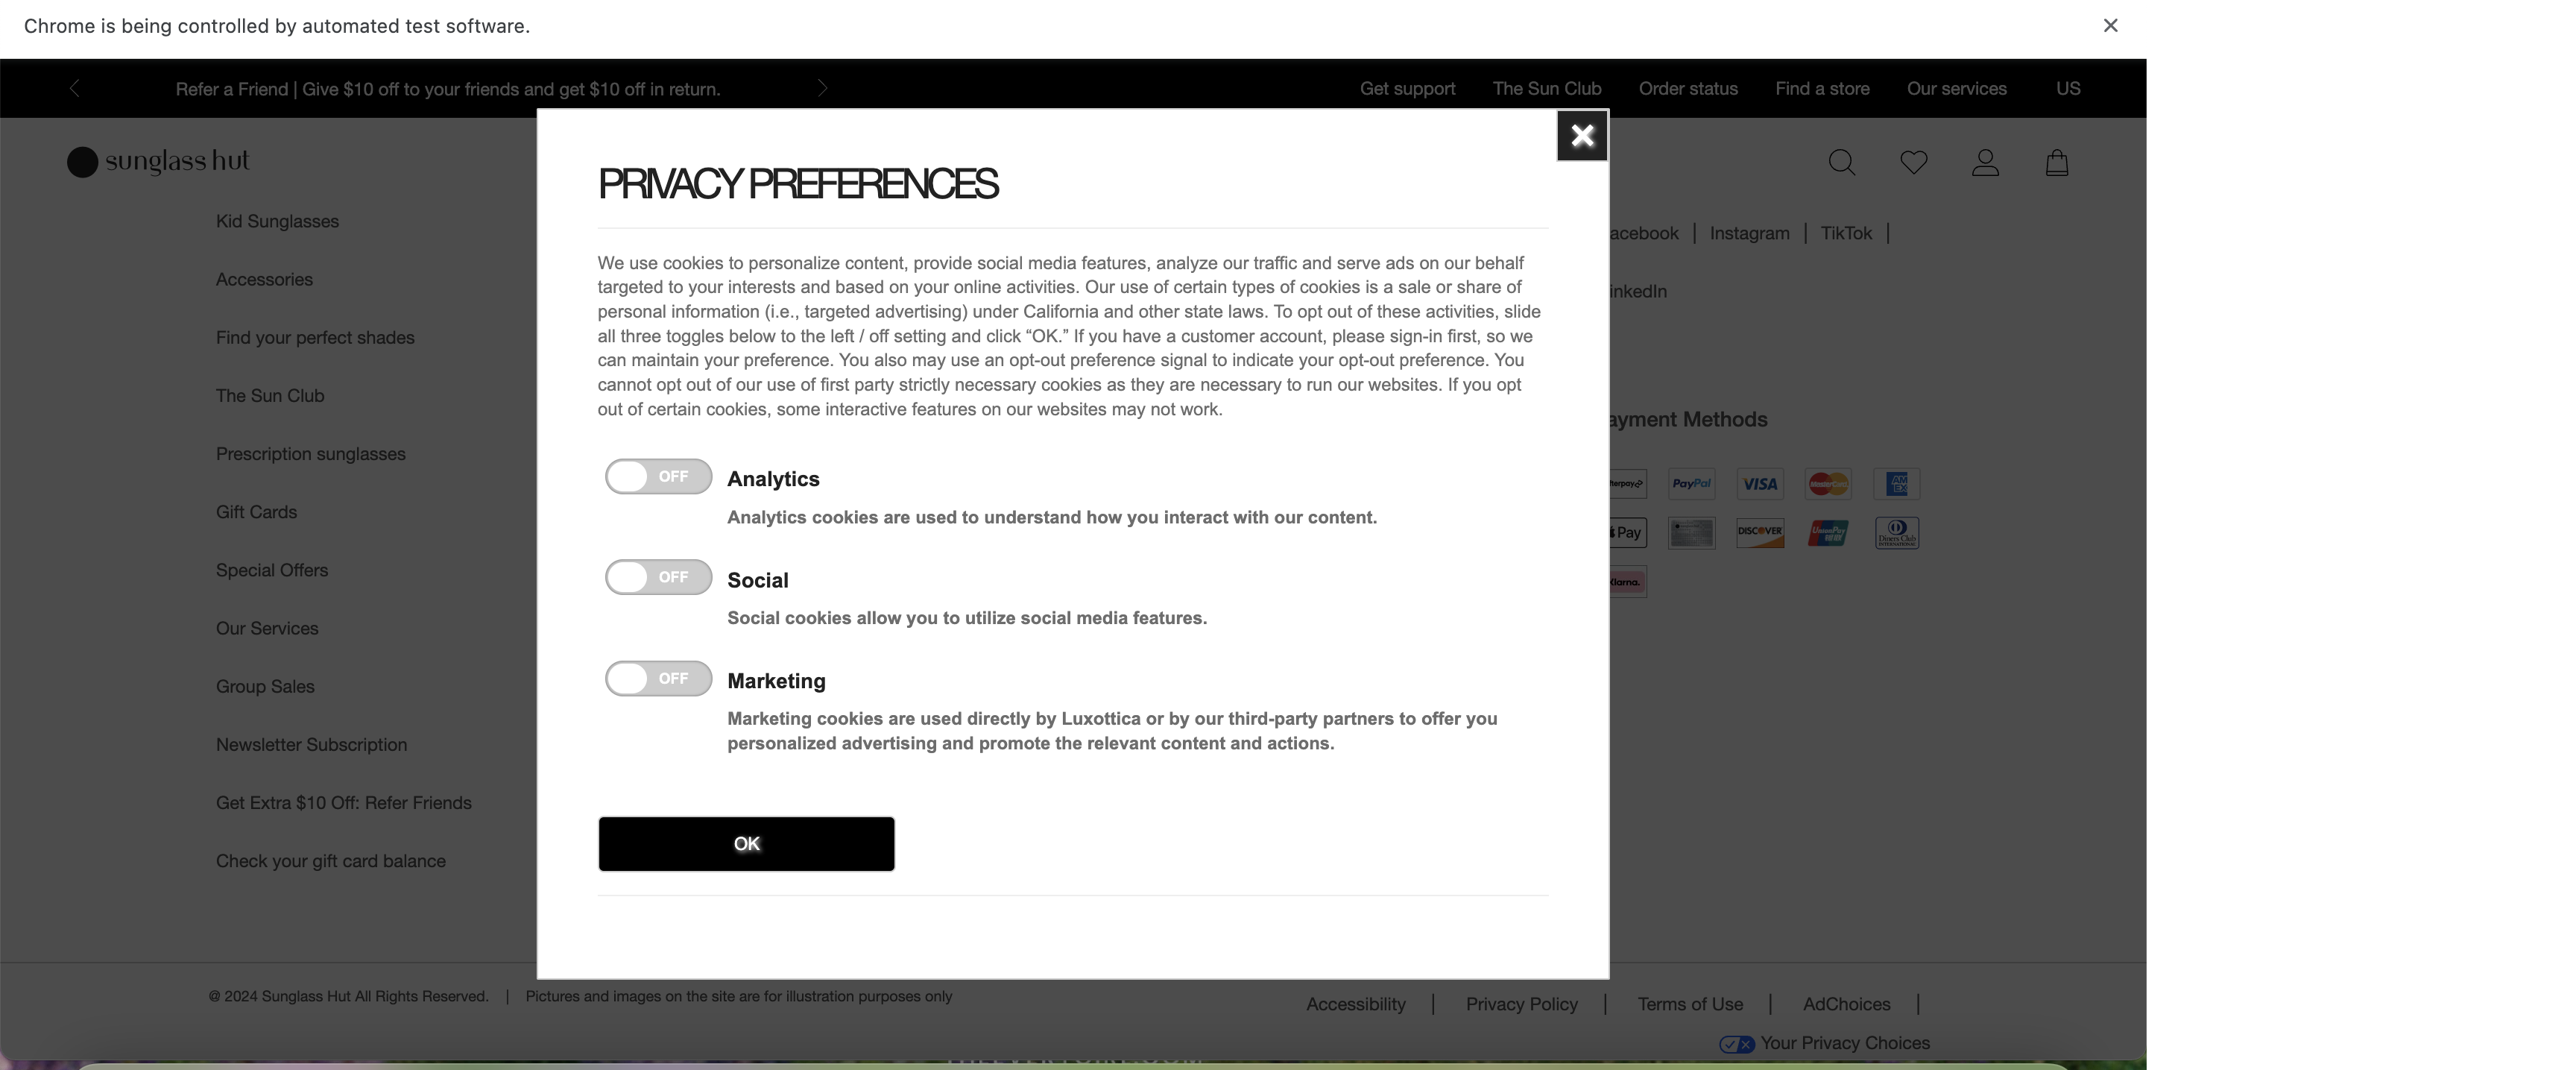 Chrome is being controlled by automated test software.
Refer a Friend | Give $10 off to your friends and get $10 off in return.
Get support
The Sun Club
Order status
Find a store
Our services
US
sunglass hut
Kid Sunglasses
Accessories
Find your perfect shades
The Sun Club
Prescription sunglasses
Gift Cards
Special Offers
Our Services
Group Sales
Newsletter Subscription
Get Extra $10 Off: Refer Friends
Check your gift card balance
PRIVACY PREFERENCES
We use cookies to personalize content, provide social media features, analyze our traffic and serve ads on our behalf
targeted to your interests and based on your online activities. Our use of certain types of cookies is a sale or share of
personal information (i.e., targeted advertising) under California and other state laws. To opt out of these activities, slide
all three toggles below to the left / off setting and click “OK.” If you have a customer account, please sign-in first, so we
can maintain your preference. You also may use an opt-out preference signal to indicate your opt-out preference. You
cannot opt out of our use of first party strictly necessary cookies as they are necessary to run our websites. If you opt
out of certain cookies, some interactive features on our websites may not work.
OFF
Analytics
Analytics cookies are used to understand how you interact with our content.
OFF
Social
Social cookies allow you to utilize social media features.
OFF
Marketing
Marketing cookies are used directly by Luxottica or by our third-party partners to offer you
personalized advertising and promote the relevant content and actions.
OK
acebook | Instagram | TikTok |
inkedIn
ayment Methods
terpay PayPal VISA MasterCard AM EX
Pay DISCOVER UnionPay Diners Club INTERNATIONAL
Klarna.
@ 2024 Sunglass Hut All Rights Reserved. | Pictures and images on the site are for illustration purposes only
Accessibility | Privacy Policy | Terms of Use | AdChoices |
Your Privacy Choices